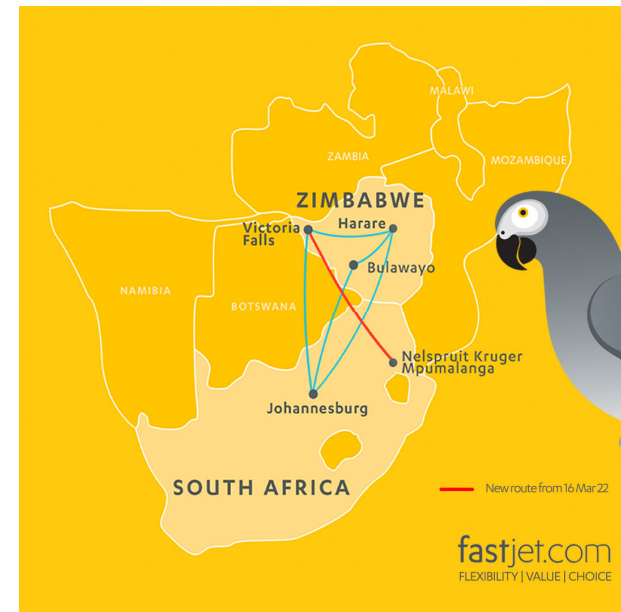 MALAWI
ZAMBIA
MOZAMBIQUE
ZIMBABWE
Victoria
Falls
Harare
Bulawayo
NAMIBIA
BOTSWANA
Nelspruit Kruger
Mpumalanga
Johannesburg
SOUTH AFRICA
New route from 16 Mar 22
fastjet.com
FLEXIBILITY | VALUE | CHOICE